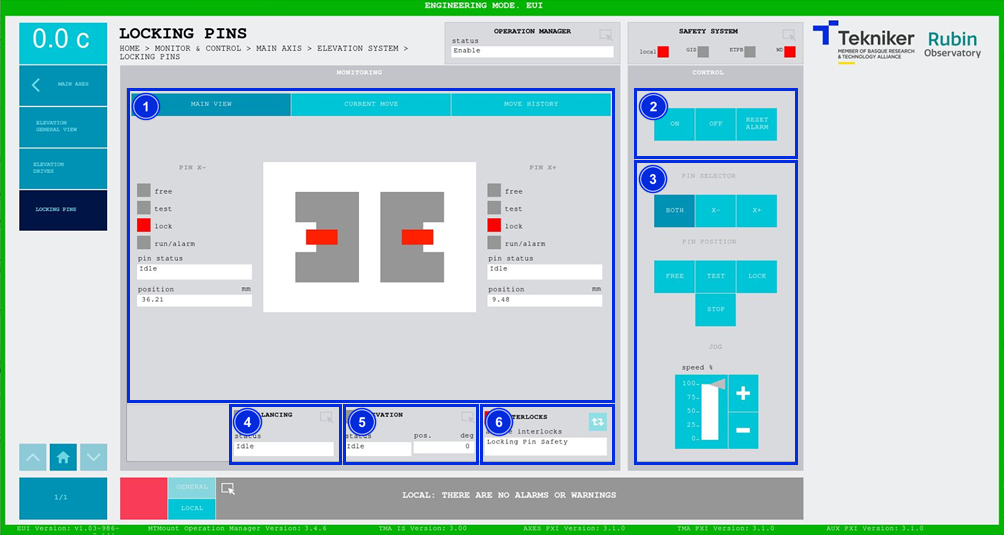 ENGINEERING MODE. EUI
0.0 c
LOCKING PINS
HOME > MONITOR & CONTROL > MAIN AXIS > ELEVATION SYSTEM >
LOCKING PINS
OPERATION MANAGER
status
Enable
SAFETY SYSTEM
local
GIS
ETPB
WD
Tekniker
MEMBER OF BASQUE RESEARCH
& TECHNOLOGY ALLIANCE
Rubin
Observatory
MAIN AXES
ELEVATION
GENERAL VIEW
ELEVATION
DRIVES
LOCKING PINS
MONITORING
CONTROL
1
MAIN VIEW
CURRENT MOVE
MOVE HISTORY
2
ON
OFF
RESET
ALARM
PIN X-
free
test
lock
run/alarm
pin status
Idle
position mm
36.21
PIN X+
free
test
lock
run/alarm
pin status
Idle
position mm
9.48
3
PIN SELECTOR
BOTH
X-
X+
PIN POSITION
FREE
TEST
LOCK
STOP
JOG
speed %
100
75
50
25
0
+
-
4
LANCING
status
Idle
5
VATION
status
pos.
deg
Idle
0
6
TERLOCKS
interlocks
Locking Pin Safety
1/1
GENERAL
LOCAL
LOCAL: THERE ARE NO ALARMS OR WARNINGS
EUI Version: v1.03-986-
MTMount Operation Manager Version: 3.4.6
TMA IS Version: 3.00
AXES PXI Version: 3.1.0
TMA PXI Version: 3.1.0
AUX PXI Version: 3.1.0